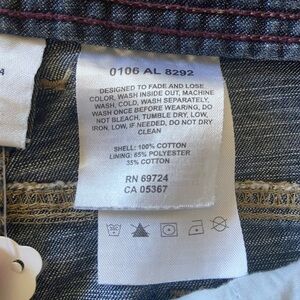 0106 AL 8292
DESIGNED TO FADE AND LOSE
COLOR, WASH INSIDE OUT, MACHINE
WASH, COLD, WASH SEPARATELY,
WASH ONCE BEFORE WEARING, DO
NOT BLEACH, TUMBLE DRY, LOW,
IRON, LOW, IF NEEDED, DO NOT DRY
CLEAN
SHELL: 100% COTTON
LINING: 65% POLYESTER
35% COTTON
RN 69724
CA 05367